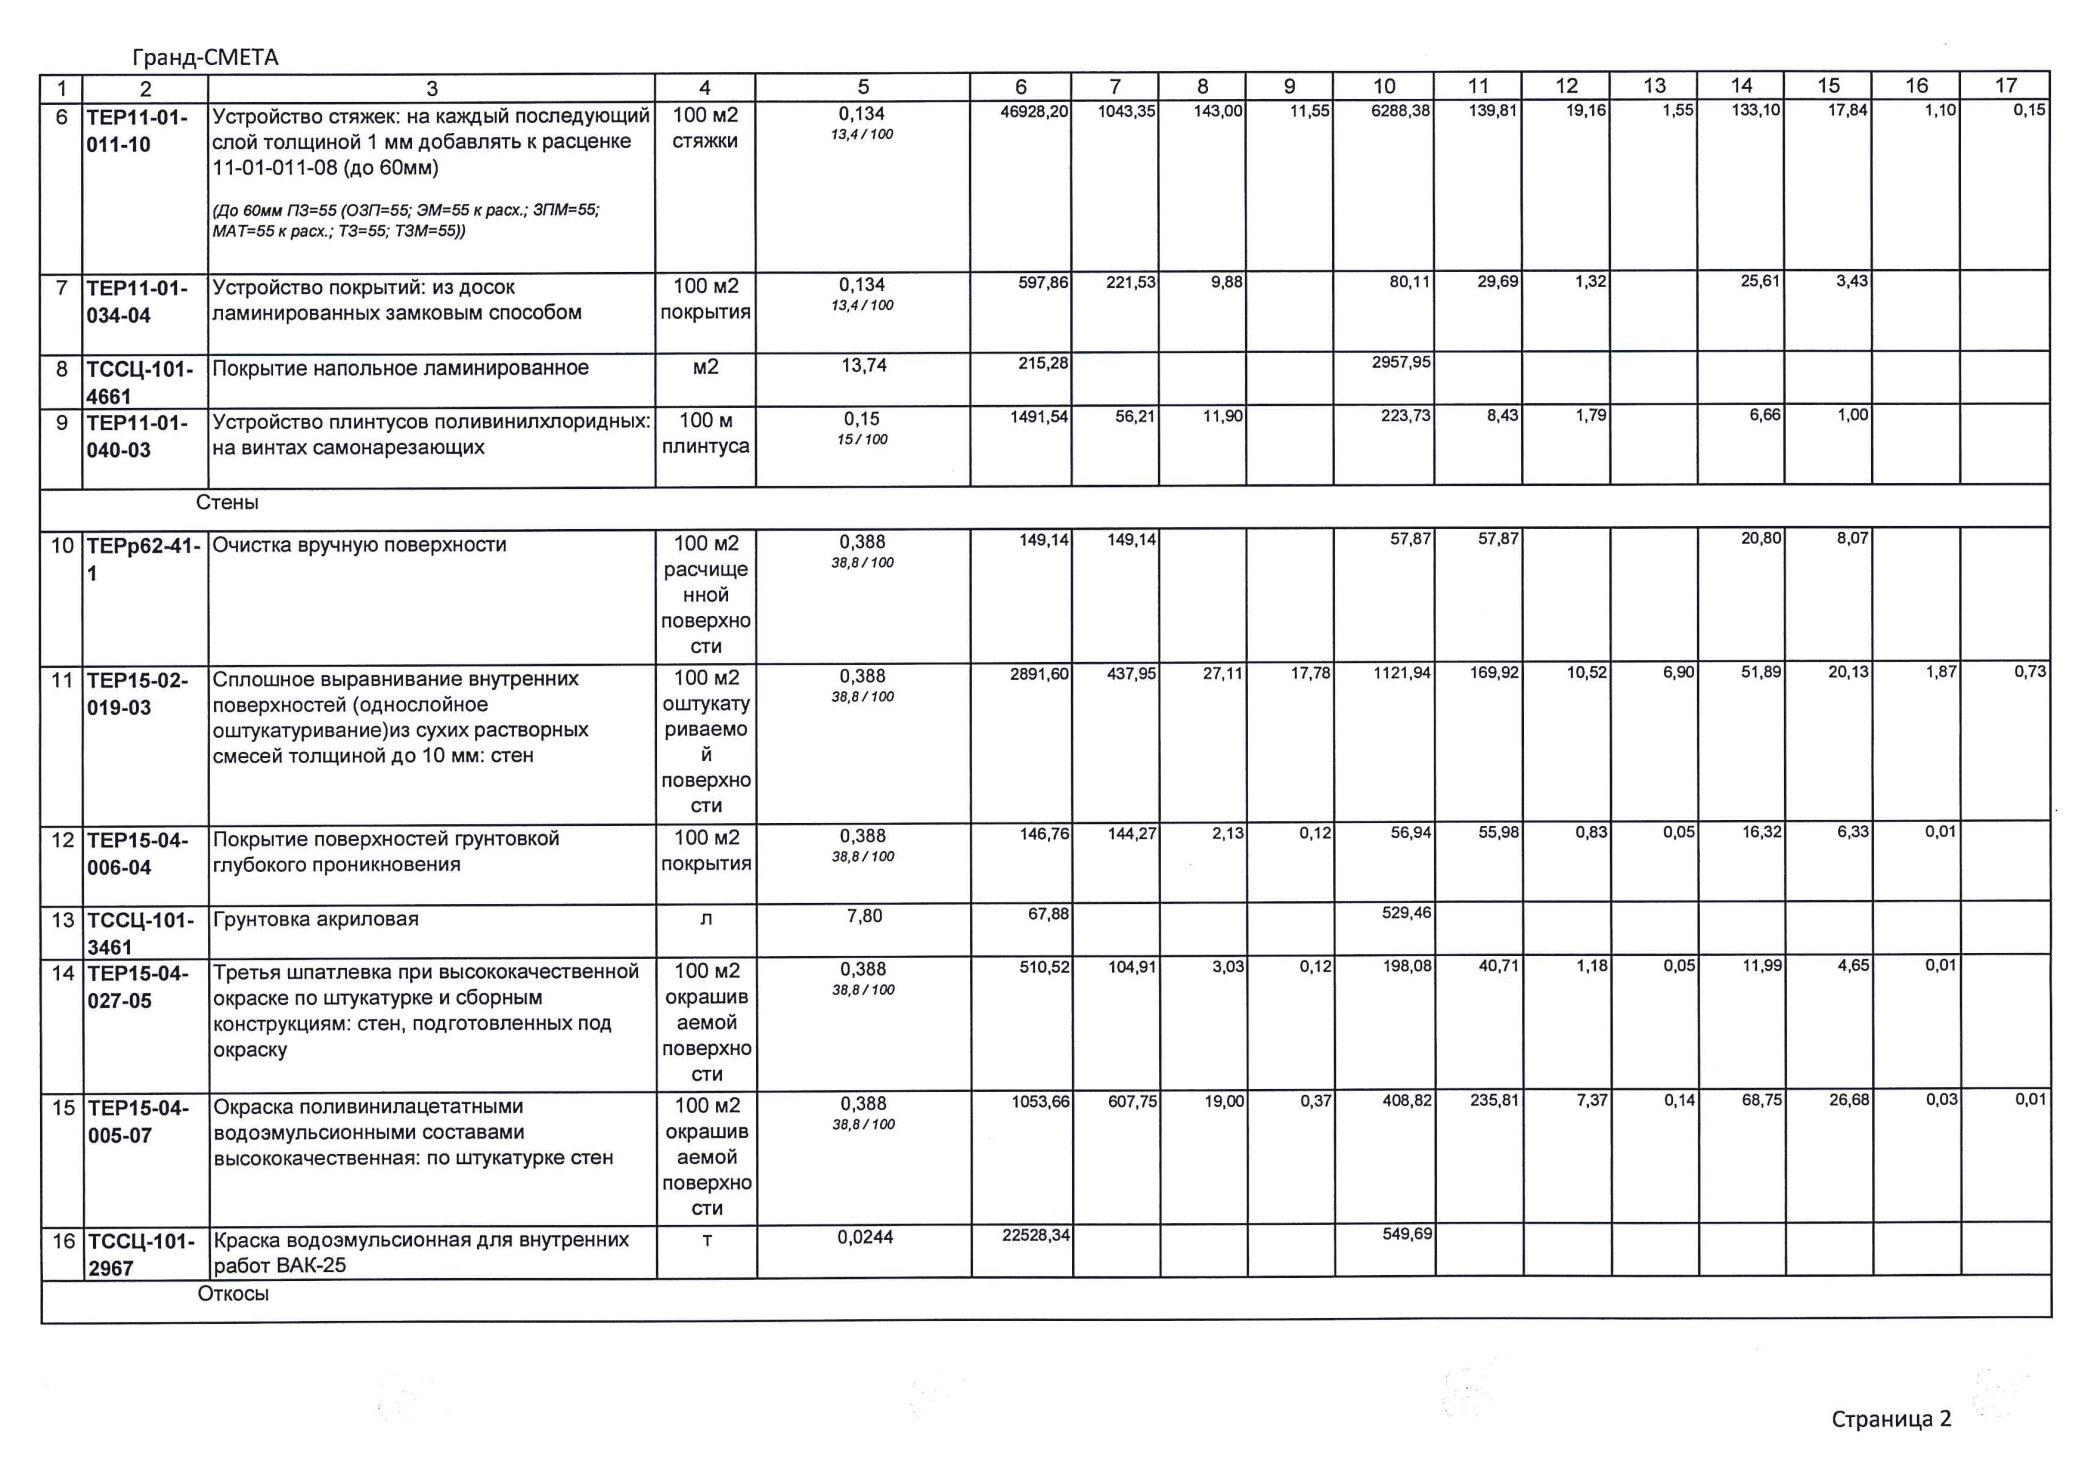 Гранд-СМЕТА
1 2 3 4 5 6 7 8 9 10 11 12 13 14 15 16 17
6 ТЕР11-01- Устройство стяжек: на каждый последующий 100 м2 0,134 46928,20 1043,35 143,00 11,55 6288,38 139,81 19,16 1,55 133,10 17,84 1,10 0,15
011-10 слой толщиной 1 мм добавлять к расценке стяжки 13,4 / 100
11-01-011-08 (до 60мм)
(До 60мм ПЗ=55 (ОЗП=55; ЭМ=55 к расх.; ЗПМ=55;
МАТ=55 к расх.; ТЗ=55; ТЗМ=55))
7 ТЕР11-01- Устройство покрытий: из досок 100 м2 0,134 597,86 221,53 9,88 80,11 29,69 1,32 25,61 3,43
034-04 ламинированных замковым способом покрытия 13,4 / 100
8 ТССЦ-101- Покрытие напольное ламинированное м2 13,74 215,28 2957,95
4661
9 ТЕР11-01- Устройство плинтусов поливинилхлоридных: 100 м 0,15 1491,54 56,21 11,90 223,73 8,43 1,79 6,66 1,00
040-03 на винтах самонарезающих плинтуса 15 / 100
Стены
10 ТЕРр62-41- Очистка вручную поверхности 100 м2 0,388 149,14 149,14 57,87 57,87 20,80 8,07
1 расчище 38,8 / 100
нной
поверхно
сти
11 ТЕР15-02- Сплошное выравнивание внутренних 100 м2 0,388 2891,60 437,95 27,11 17,78 1121,94 169,92 10,52 6,90 51,89 20,13 1,87 0,73
019-03 поверхностей (однослойное оштукату 38,8 / 100
оштукатуривание)из сухих растворных риваемо
смесей толщиной до 10 мм: стен й
поверхно
сти
12 ТЕР15-04- Покрытие поверхностей грунтовкой 100 м2 0,388 146,76 144,27 2,13 0,12 56,94 55,98 0,83 0,05 16,32 6,33 0,01
006-04 глубокого проникновения покрытия 38,8 / 100
13 ТССЦ-101- Грунтовка акриловая л 7,80 67,88 529,46
3461
14 ТЕР15-04- Третья шпатлевка при высококачественной 100 м2 0,388 510,52 104,91 3,03 0,12 198,08 40,71 1,18 0,05 11,99 4,65 0,01
027-05 окраске по штукатурке и сборным окрашив 38,8 / 100
конструкциям: стен, подготовленных под аемой
окраску поверхно
сти
15 ТЕР15-04- Окраска поливинилацетатными 100 м2 0,388 1053,66 607,75 19,00 0,37 408,82 235,81 7,37 0,14 68,75 26,68 0,03 0,01
005-07 водоэмульсионными составами окрашив 38,8 / 100
высококачественная: по штукатурке стен аемой
поверхно
сти
16 ТССЦ-101- Краска водоэмульсионная для внутренних т 0,0244 22528,34 549,69
2967 работ ВАК-25
Откосы
Страница 2